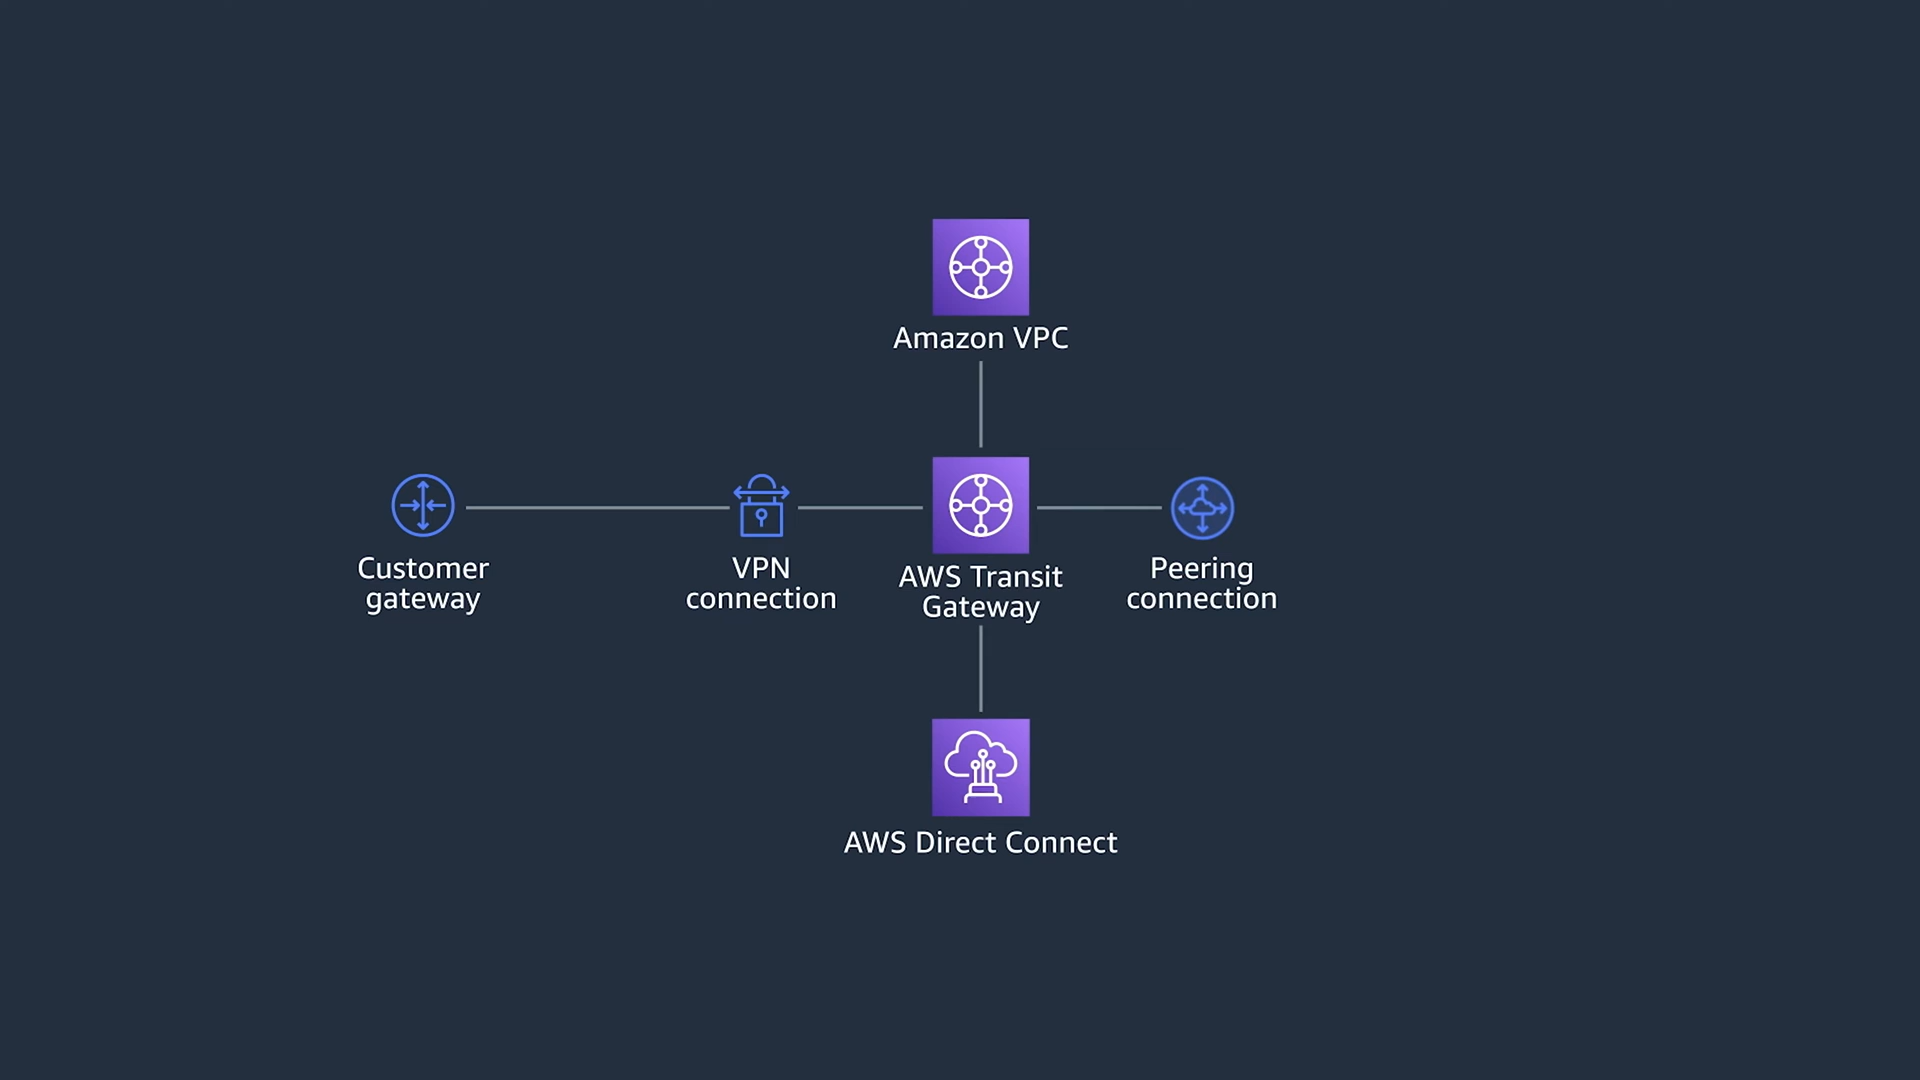 Amazon VPC
Customer
gateway
VPN
connection
AWS Transit
Gateway
Peering
connection
AWS Direct Connect